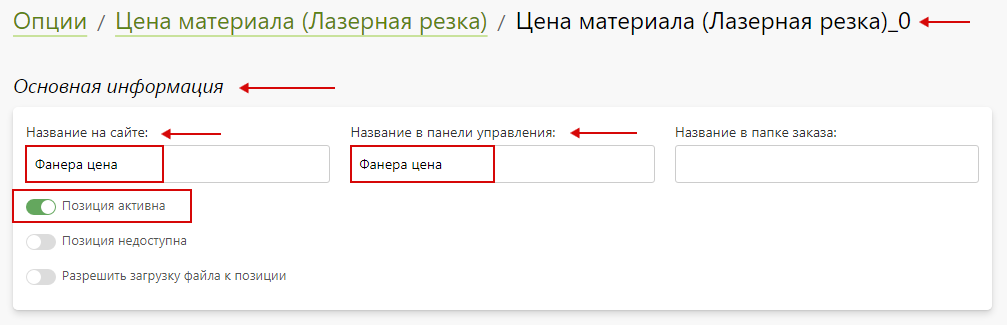 Опции / Цена материала (Лазерная резка) / Цена материала (Лазерная резка)_0
Основная информация
Название на сайте: Название в панели управления: Название в папке заказа:
Фанера цена Фанера цена
Позиция активна
Позиция недоступна
Разрешить загрузку файла к позиции